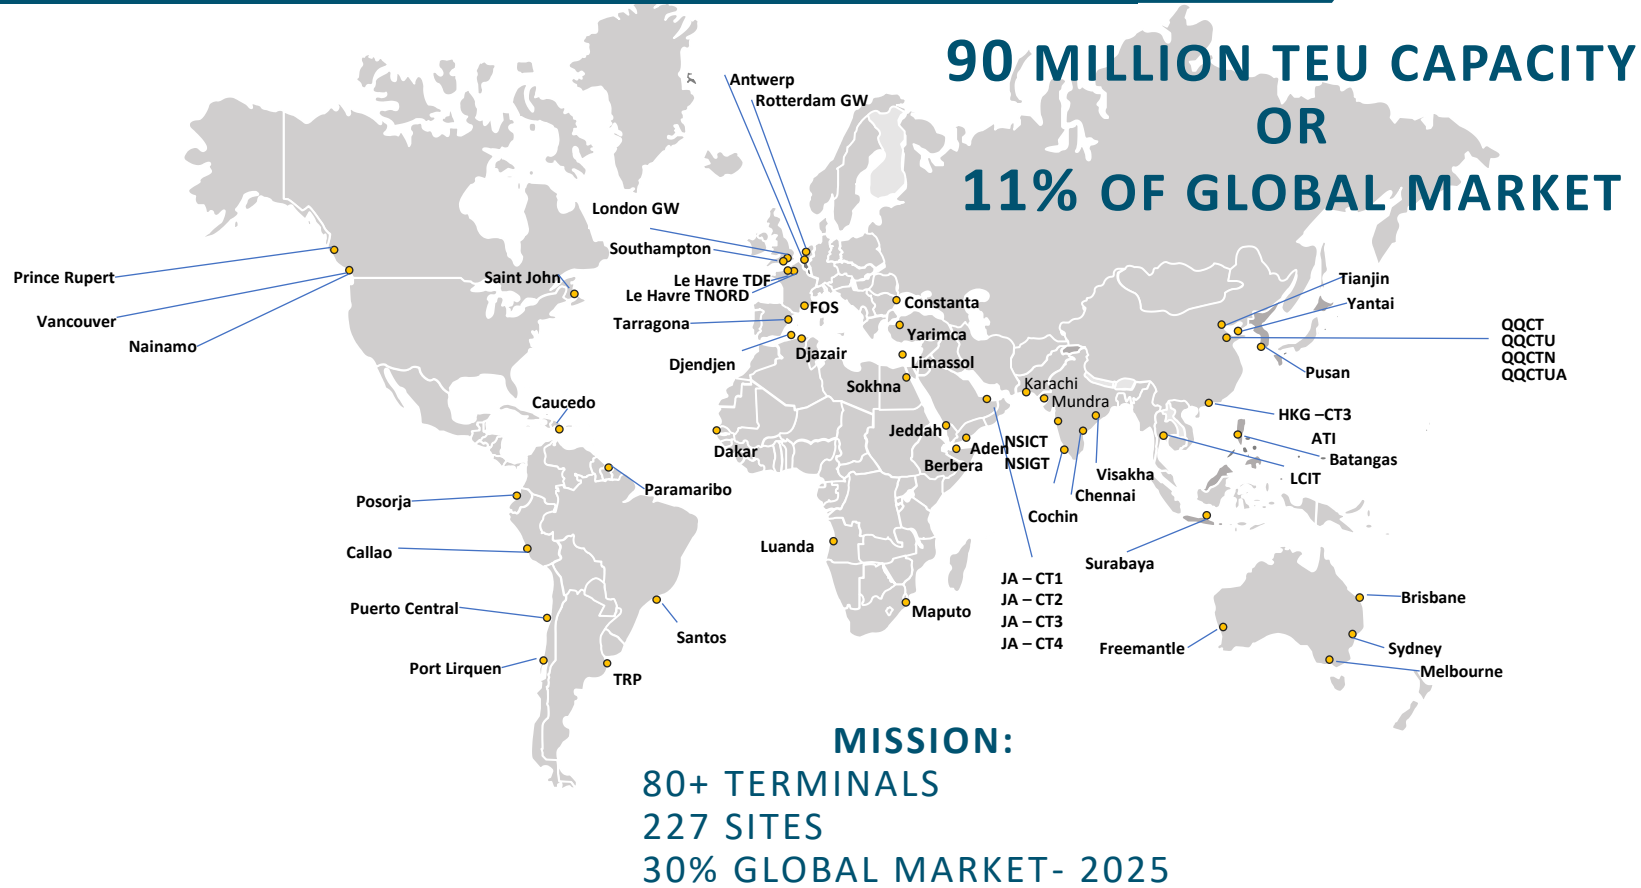 90 MILLION TEU CAPACITY
OR
11% OF GLOBAL MARKET
Antwerp
Rotterdam GW
London GW
Southampton
Le Havre TDF
Le Havre TNORD
Prince Rupert
Vancouver
Nainamo
Saint John
FOS
Tarragona
Djendjen
Djazair
Constanta
Yarimca
Limassol
Sokhna
Tianjin
Yantai
QQCT
QQCTU
QQCTN
QQCTUA
Pusan
Karachi
Mundra
HKG –CT3
ATI
Batangas
LCIT
Caucedo
Dakar
Jeddah
Aden
Berbera
NSICT
NSIGT
Visakha
Chennai
Cochin
Paramaribo
Posorja
Callao
Luanda
Surabaya
JA – CT1
JA – CT2
JA – CT3
JA – CT4
Puerto Central
Santos
Maputo
Brisbane
Freemantle
Sydney
Melbourne
Port Lirquen
TRP
MISSION:
80+ TERMINALS
227 SITES
30% GLOBAL MARKET- 2025